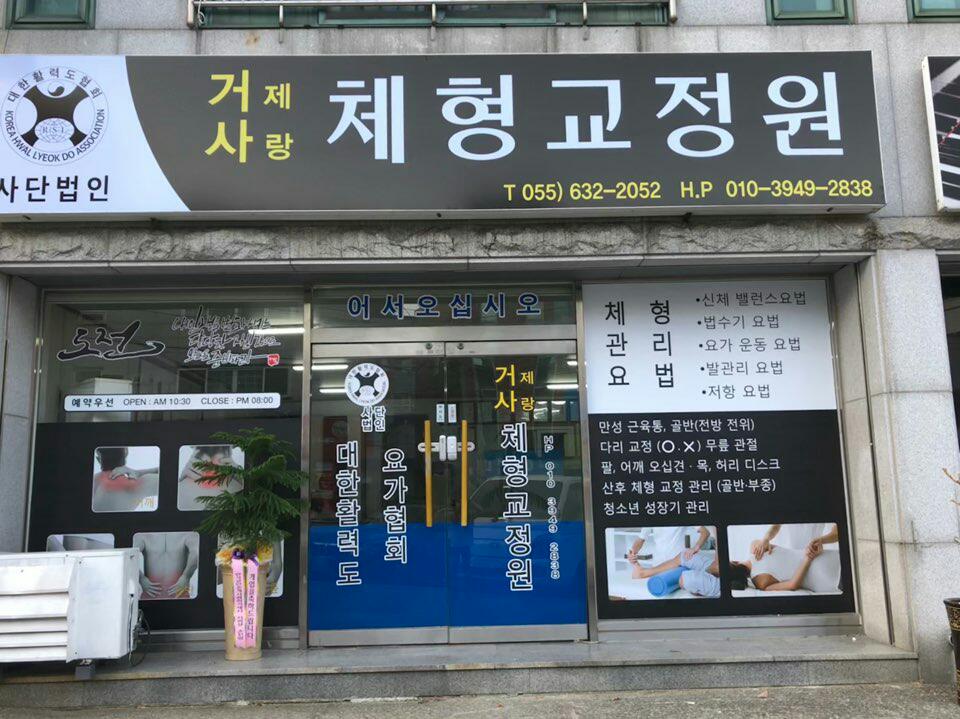 대한활력도협회
KOREA HWAL LYEOK DO ASSOCIATION
사단법인
거제
사랑
체형교정원
T 055) 632-2052 H.P 010-3949-2838
어서오십시오
도전
예약우선 OPEN : AM 10:30 CLOSE : PM 08:00
어깨
사단
법인
대한활력도
요가협회
거제
사랑
체형교정원
HP 010 3949 2838
체형
관리
요법
•신체 밸런스요법
•법수기 요법
•요가 운동 요법
•발관리 요법
•저항 요법
만성 근육통, 골반(전방 전위)
다리 교정 (O.X) 무릎 관절
팔, 어깨 오십견 · 목, 허리 디스크
산후 체형 교정 관리 (골반·부종)
청소년 성장기 관리